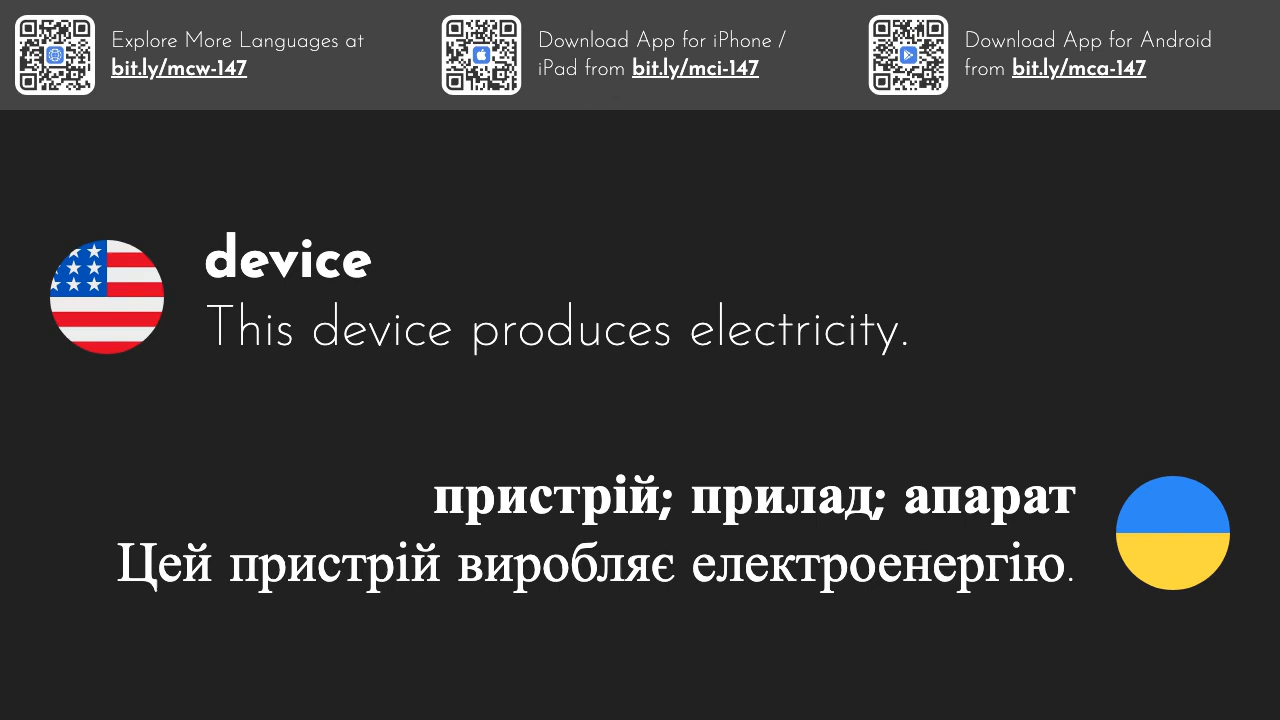 Explore More Languages at
bit.ly/mcw-147
Download App for iPhone /
iPad from bit.ly/mci-147
Download App for Android
from bit.ly/mca-147
device
This device produces electricity.
пристрій; прилад; апарат
Цей пристрій виробляє електроенергію.